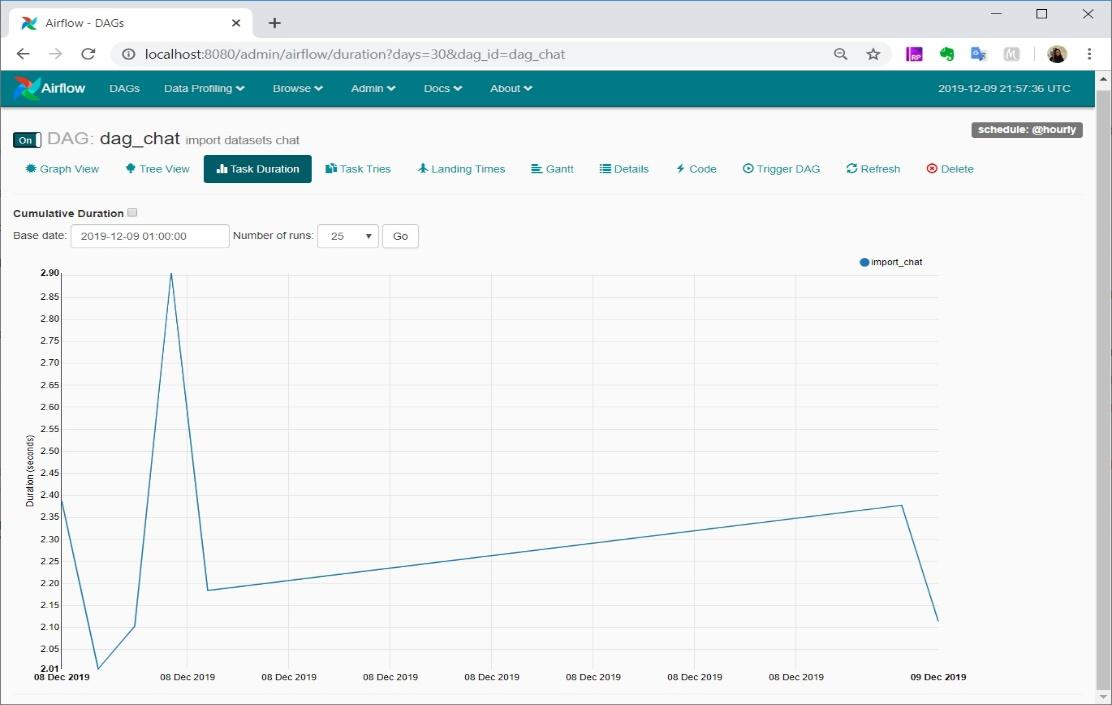 Airflow - DAGs
localhost:8080/admin/airflow/duration?days=30&dag_id=dag_chat
RP
G
M
Airflow DAGs Data Profiling Browse Admin Docs About 2019-12-09 21:57:36 UTC
On DAG: dag_chat import datasets chat schedule: @hourly
Graph View Tree View Task Duration Task Tries Landing Times Gantt Details Code Trigger DAG Refresh Delete
Cumulative Duration
Base date: 2019-12-09 01:00:00 Number of runs: 25 Go
import_chat
2.90
2.85
2.80
2.75
2.70
2.65
2.60
2.55
2.50
2.45
2.40
2.35
2.30
2.25
2.20
2.15
2.10
2.05
2.01
Duration (seconds)
08 Dec 2019 08 Dec 2019 08 Dec 2019 08 Dec 2019 08 Dec 2019 08 Dec 2019 08 Dec 2019 08 Dec 2019 09 Dec 2019